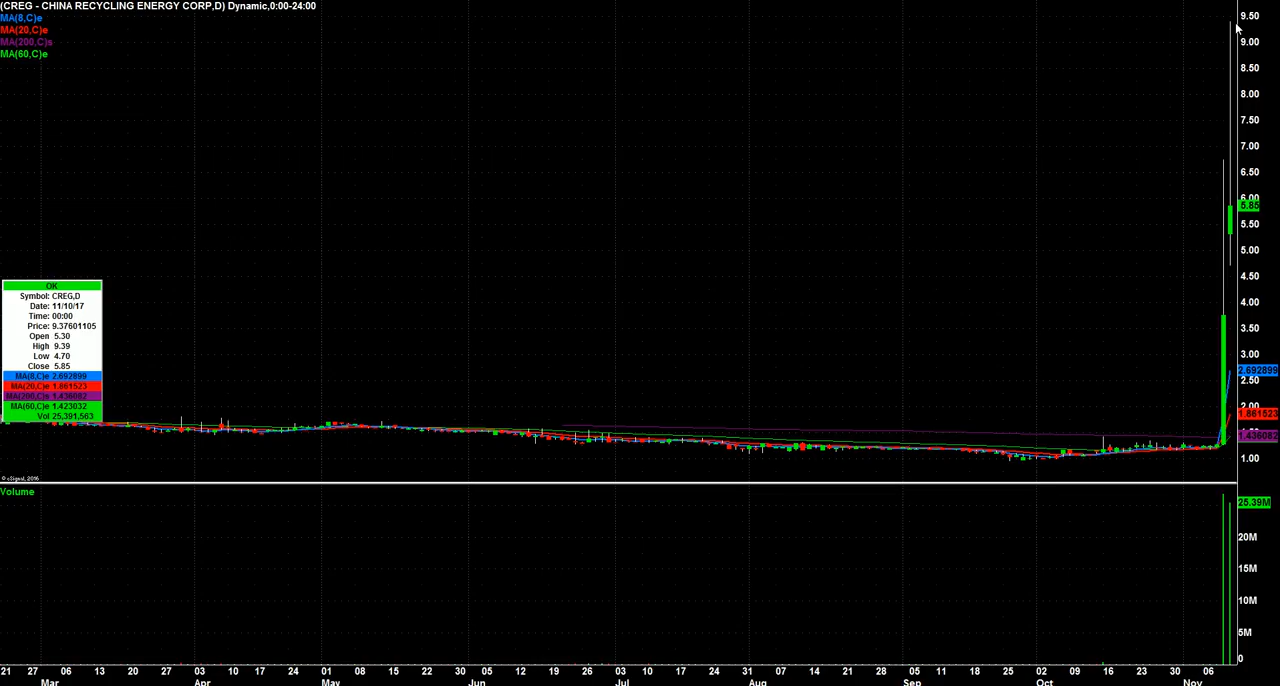 (CREG - CHINA RECYCLING ENERGY CORP,D) Dynamic,0:00-24:00
MA(8,C)e
MA(20,C)e
MA(200,C)s
MA(60,C)e
9.50
9.00
8.50
8.00
7.50
7.00
6.50
6.00
5.85
5.50
5.00
4.50
4.00
3.50
3.00
2.692899
2.50
2.00
1.861523
1.436082
1.00
OK
Symbol: CREG,D
Date: 11/10/17
Time: 00:00
Price: 9.37601105
Open 5.30
High 9.39
Low 4.70
Close 5.85
MA(8,C)e 2.692899
MA(20,C)e 1.861523
MA(200,C)s 1.436082
MA(60,C)e 1.423032
Vol 25,391,563
© eSignal, 2016
Volume
25.39M
20M
15M
10M
5M
0
21 27 06 13 20 27 03 10 17 24 01 08 15 22 30 05 12 19 26 03 10 17 24 31 07 14 21 28 05 11 18 25 02 09 16 23 30 06
Mar Apr May Jun Jul Aug Sep Oct Nov